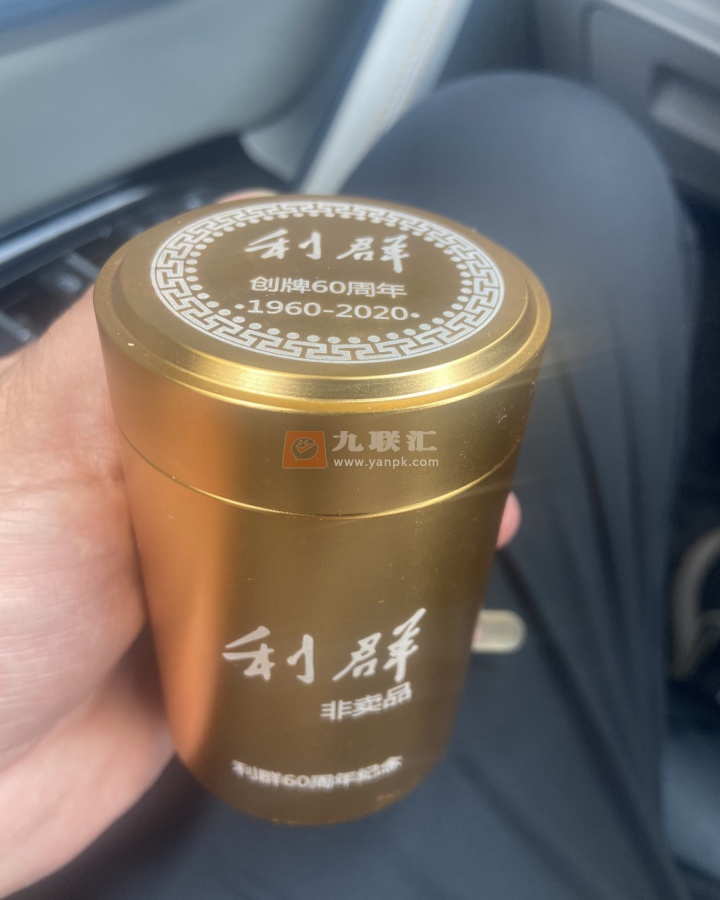 利群
创牌60周年
·1960-2020·
九联汇
www.yanpk.com
利群
非卖品
利群60周年纪念